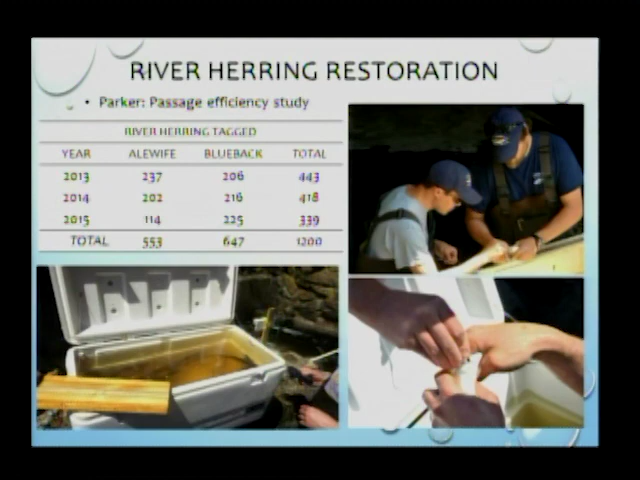 RIVER HERRING RESTORATION
• Parker: Passage efficiency study
RIVER HERRING TAGGED
YEAR ALEWIFE BLUEBACK TOTAL
2013 237 206 443
2014 202 216 418
2015 114 225 339
TOTAL 553 647 1200